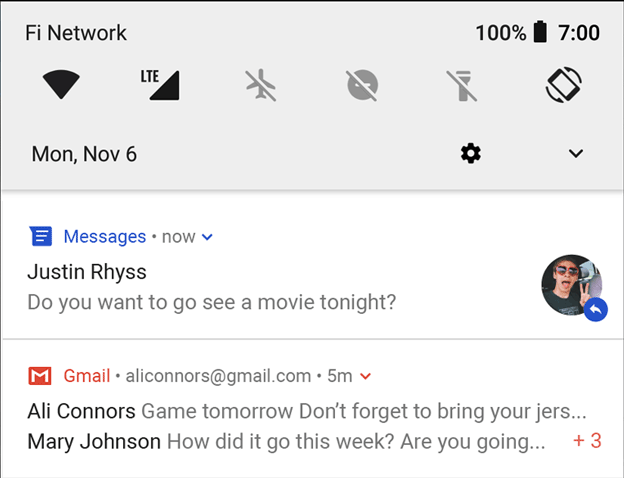 Fi Network 100% 7:00
LTE
Mon, Nov 6
Messages • now
Justin Rhyss
Do you want to go see a movie tonight?
Gmail • aliconnors@gmail.com • 5m
Ali Connors Game tomorrow Don’t forget to bring your jers...
Mary Johnson How did it go this week? Are you going... + 3